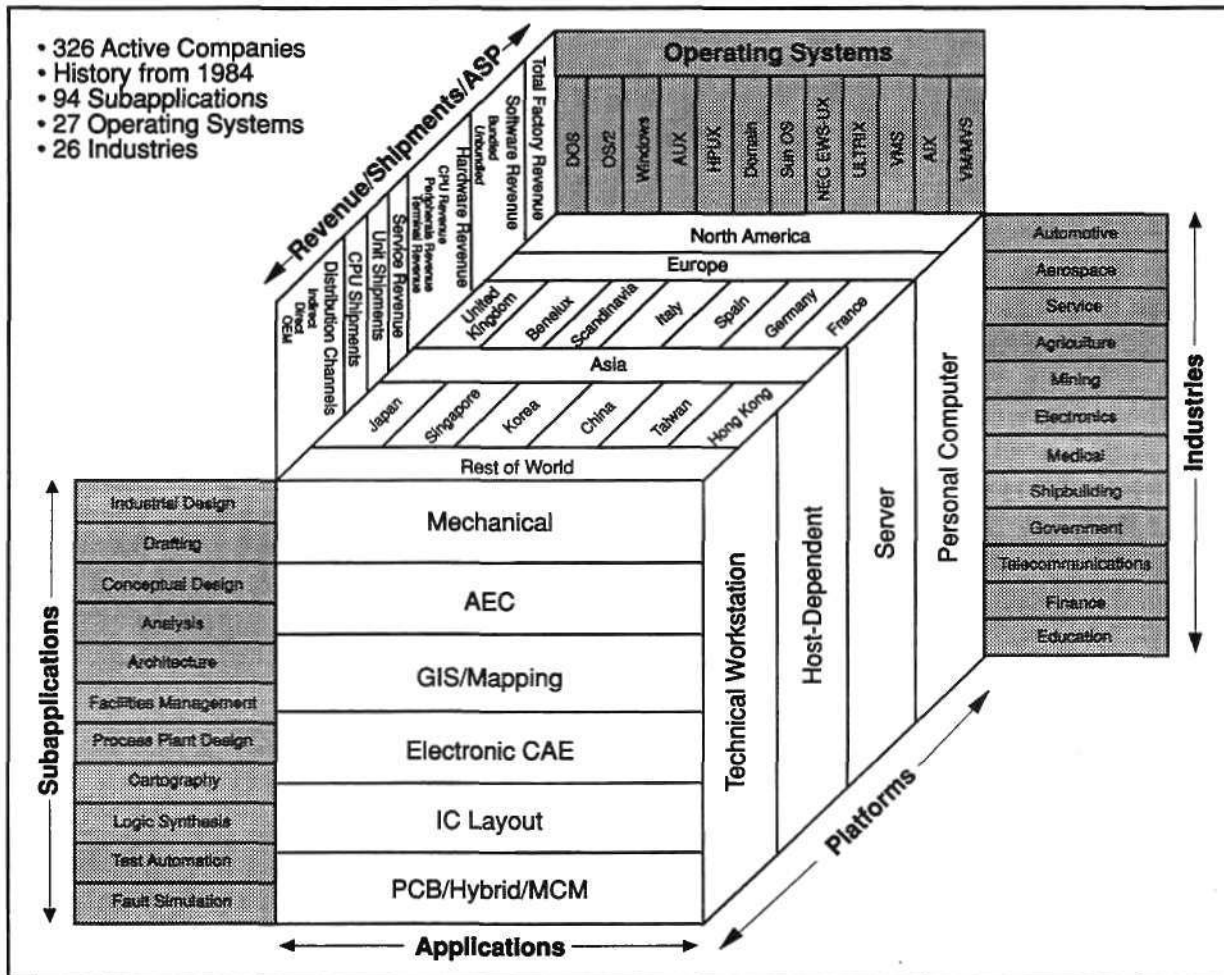 • 326 Active Companies
• History from 1984
• 94 Subapplications
• 27 Operating Systems
• 26 Industries
Revenue/Shipments/ASP
Total Factory Revenue
Software Revenue
Bundled
Unbundled
Hardware Revenue
CPU Revenue
Peripherals Revenue
Terminal Revenue
Service Revenue
Unit Shipments
CPU Shipments
Distribution Channels
Indirect
Direct
OEM
Operating Systems
DOS
OS/2
Windows
AUX
HPUX
Domain
Sun OS
NEC EWS-UX
ULTRIX
VMS
AIX
VM/MVS
North America
Europe
United
Kingdom
Benelux
Scandinavia
Italy
Spain
Germany
France
Asia
Japan
Singapore
Korea
China
Taiwan
Hong Kong
Rest of World
Subapplications
Industrial Design
Drafting
Conceptual Design
Analysis
Architecture
Facilities Management
Process Plant Design
Cartography
Logic Synthesis
Test Automation
Fault Simulation
Mechanical
AEC
GIS/Mapping
Electronic CAE
IC Layout
PCB/Hybrid/MCM
Applications
Technical Workstation
Host-Dependent
Server
Personal Computer
Platforms
Automotive
Aerospace
Service
Agriculture
Mining
Electronics
Medical
Shipbuilding
Government
Telecommunications
Finance
Education
Industries